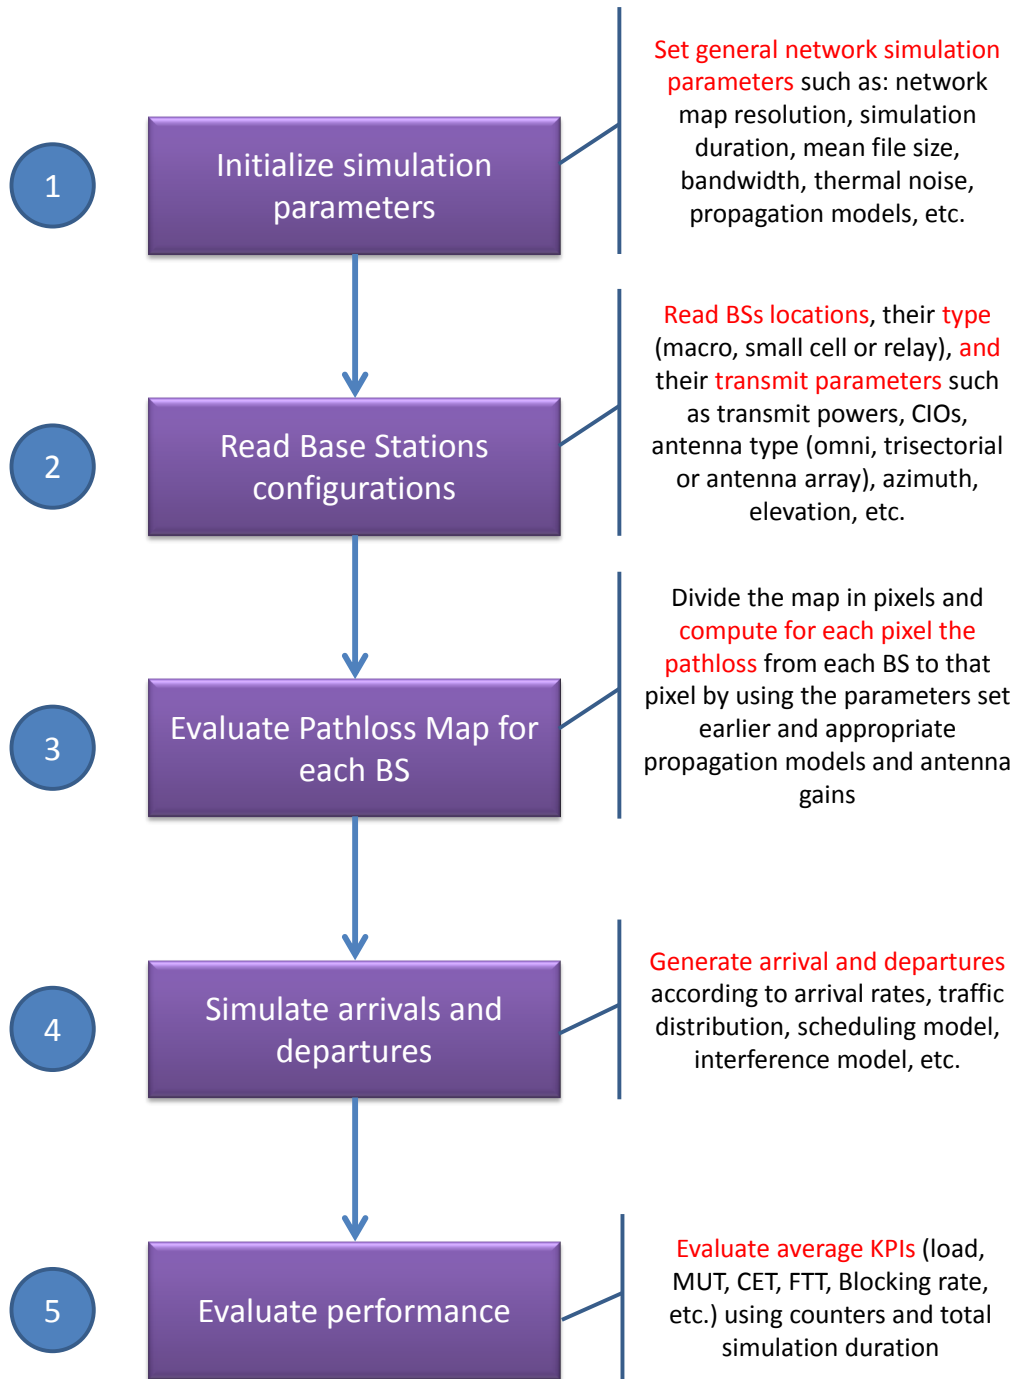 1
Initialize simulation
parameters
Set general network simulation
parameters such as: network
map resolution, simulation
duration, mean file size,
bandwidth, thermal noise,
propagation models, etc.
2
Read Base Stations
configurations
Read BSs locations, their type
(macro, small cell or relay), and
their transmit parameters such
as transmit powers, CIOs,
antenna type (omni, trisectorial
or antenna array), azimuth,
elevation, etc.
3
Evaluate Pathloss Map for
each BS
Divide the map in pixels and
compute for each pixel the
pathloss from each BS to that
pixel by using the parameters set
earlier and appropriate
propagation models and antenna
gains
4
Simulate arrivals and
departures
Generate arrival and departures
according to arrival rates, traffic
distribution, scheduling model,
interference model, etc.
5
Evaluate performance
Evaluate average KPIs (load,
MUT, CET, FTT, Blocking rate,
etc.) using counters and total
simulation duration